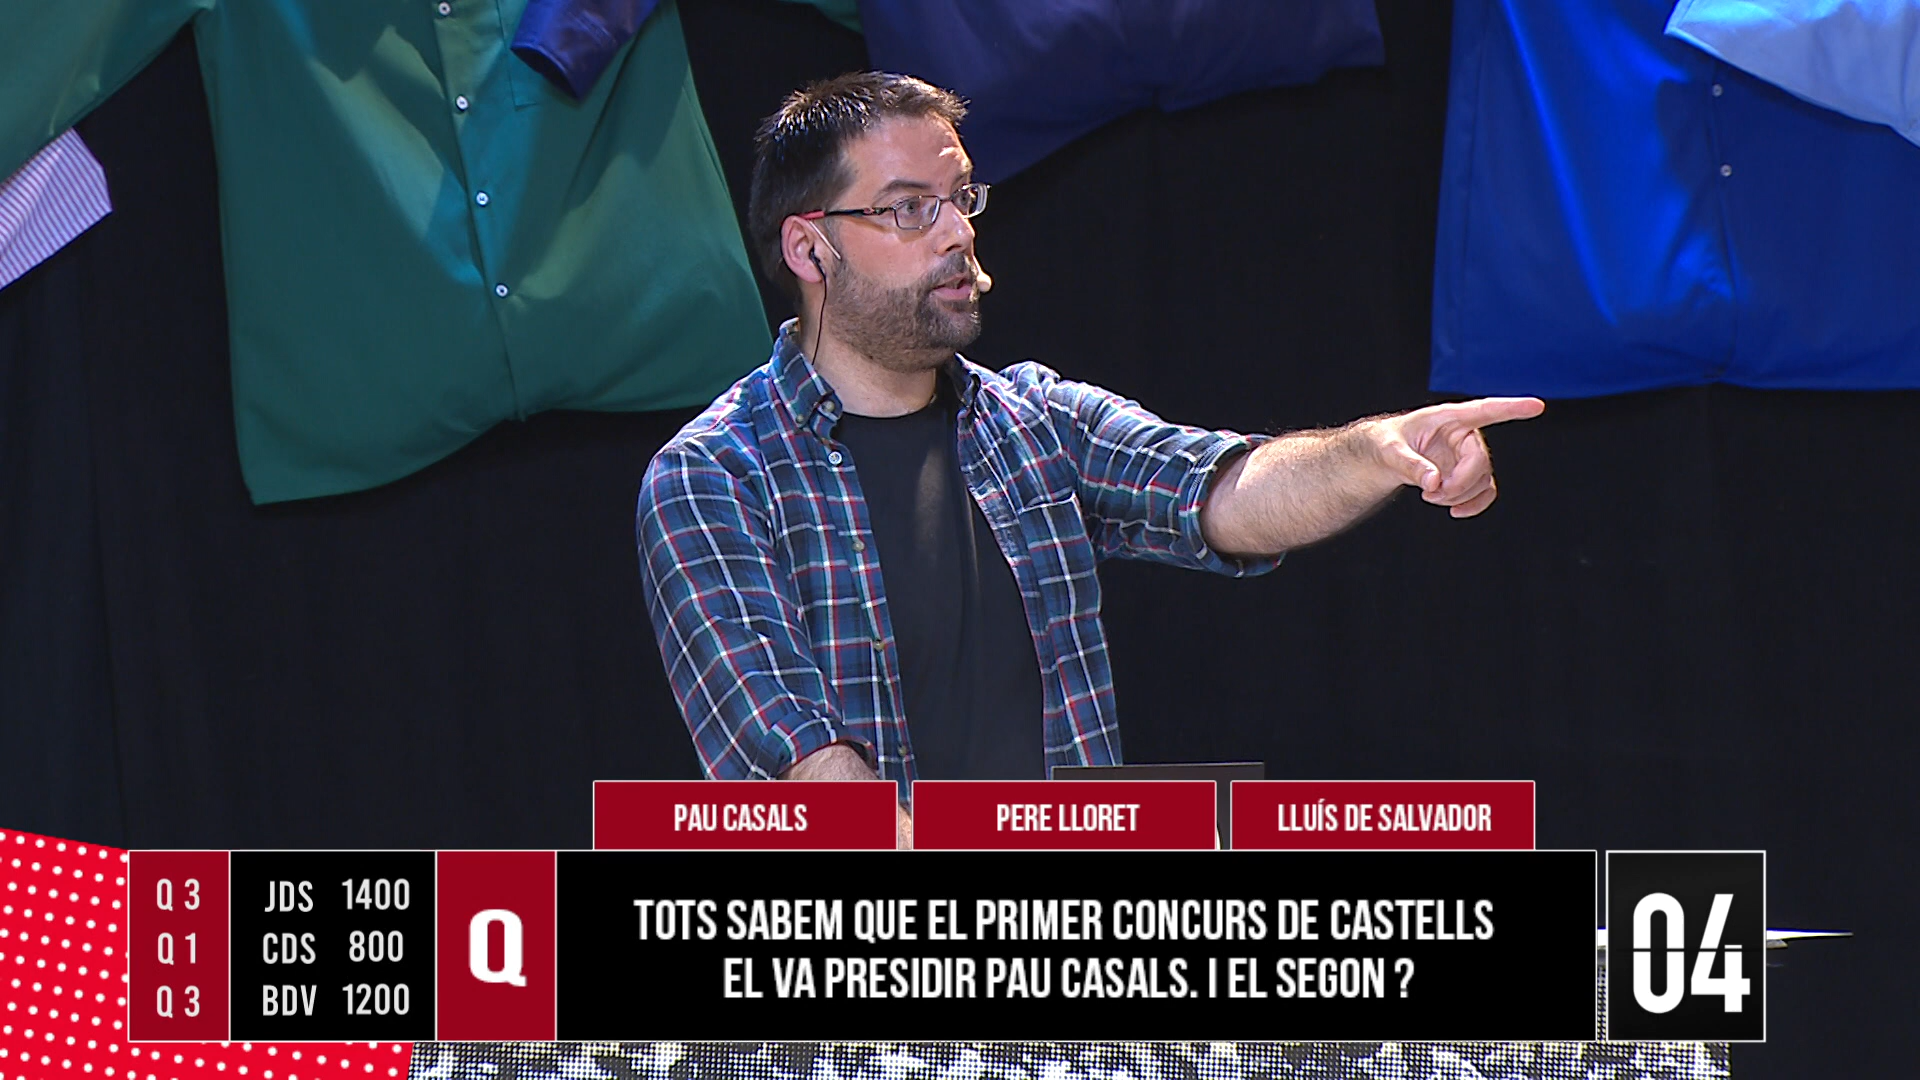 PAU CASALS
PERE LLORET
LLUÍS DE SALVADOR
Q 3 JDS 1400
Q 1 CDS 800
Q 3 BDV 1200
Q
TOTS SABEM QUE EL PRIMER CONCURS DE CASTELLS
EL VA PRESIDIR PAU CASALS. I EL SEGON ?
04